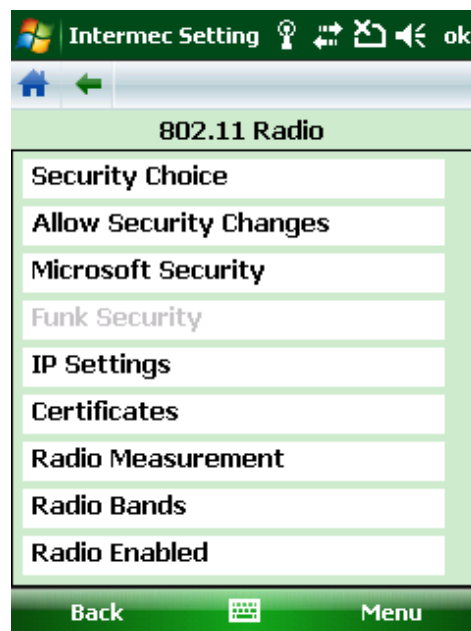 Intermec Setting ok
802.11 Radio
Security Choice
Allow Security Changes
Microsoft Security
Funk Security
IP Settings
Certificates
Radio Measurement
Radio Bands
Radio Enabled
Back Menu